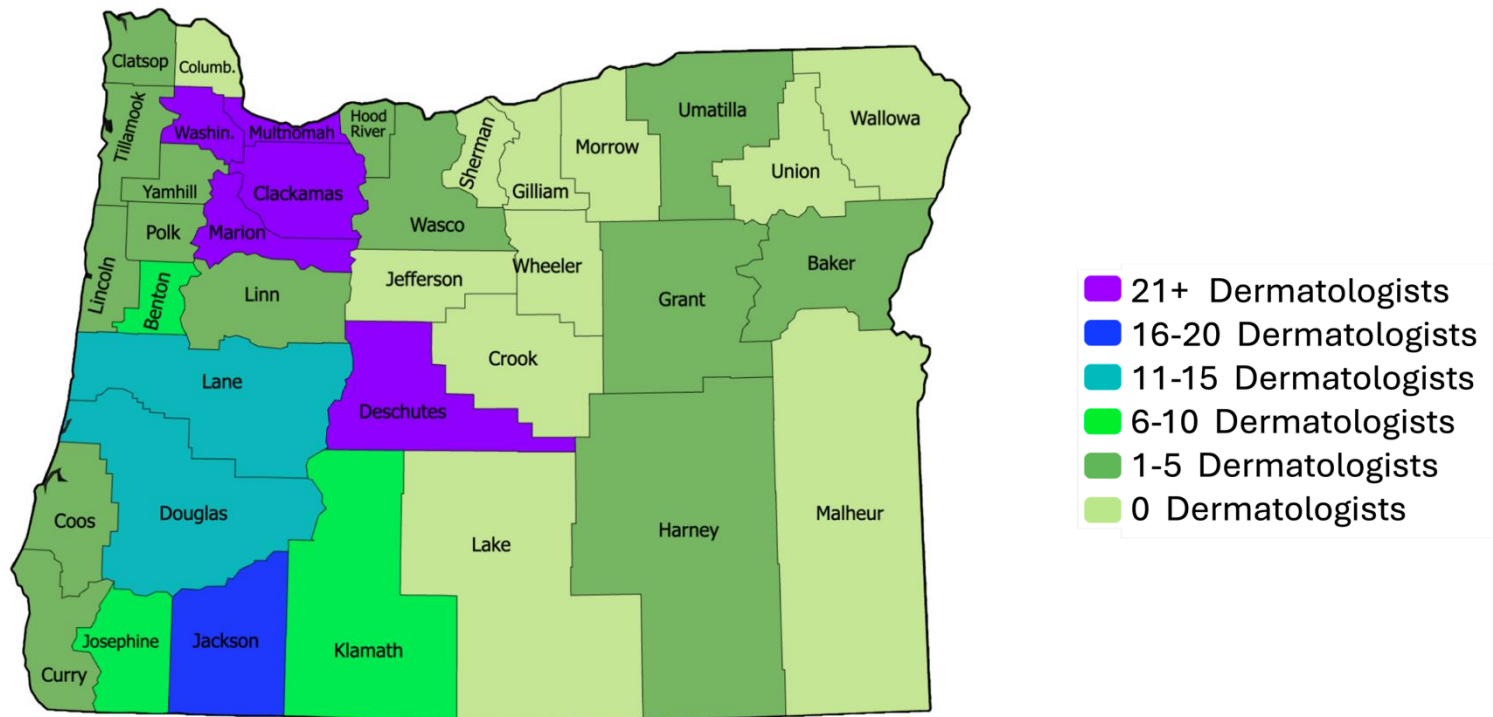 Clatsop
Columb.
Tillamook
Washin.
Multnomah
Hood
River
Sherman
Gilliam
Morrow
Umatilla
Union
Wallowa
Yamhill
Clackamas
Polk
Marion
Wasco
Lincoln
Benton
Linn
Jefferson
Wheeler
Grant
Baker
Lane
Crook
Deschutes
Coos
Douglas
Lake
Harney
Malheur
Curry
Josephine
Jackson
Klamath
21+ Dermatologists
16-20 Dermatologists
11-15 Dermatologists
6-10 Dermatologists
1-5 Dermatologists
0 Dermatologists